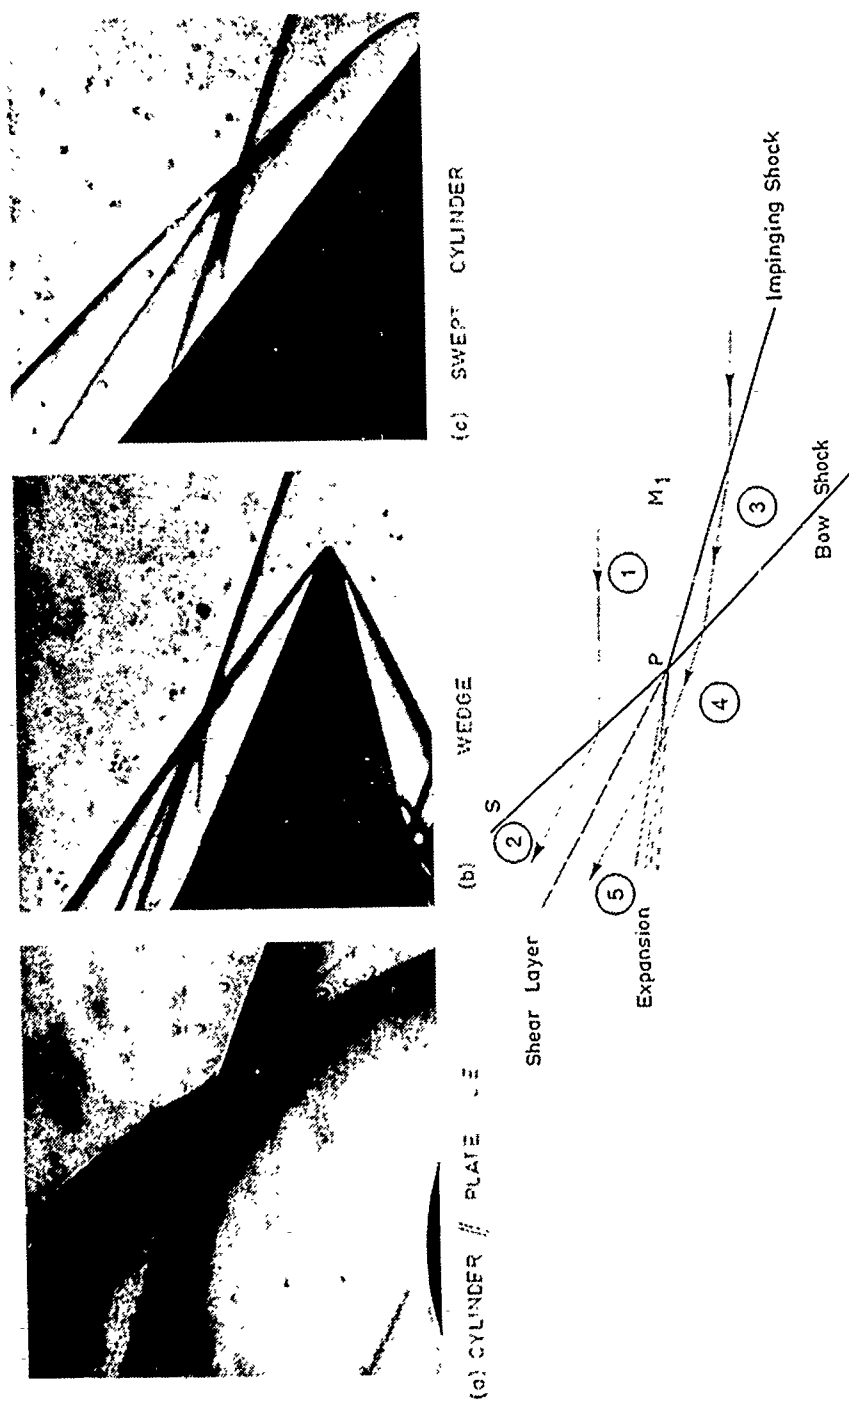 (a) CYLINDER // PLATE
(b) WEDGE
(c) SWEPT CYLINDER
S
P
M1
1
2
3
4
5
Shear Layer
Expansion
Impinging Shock
Bow Shock